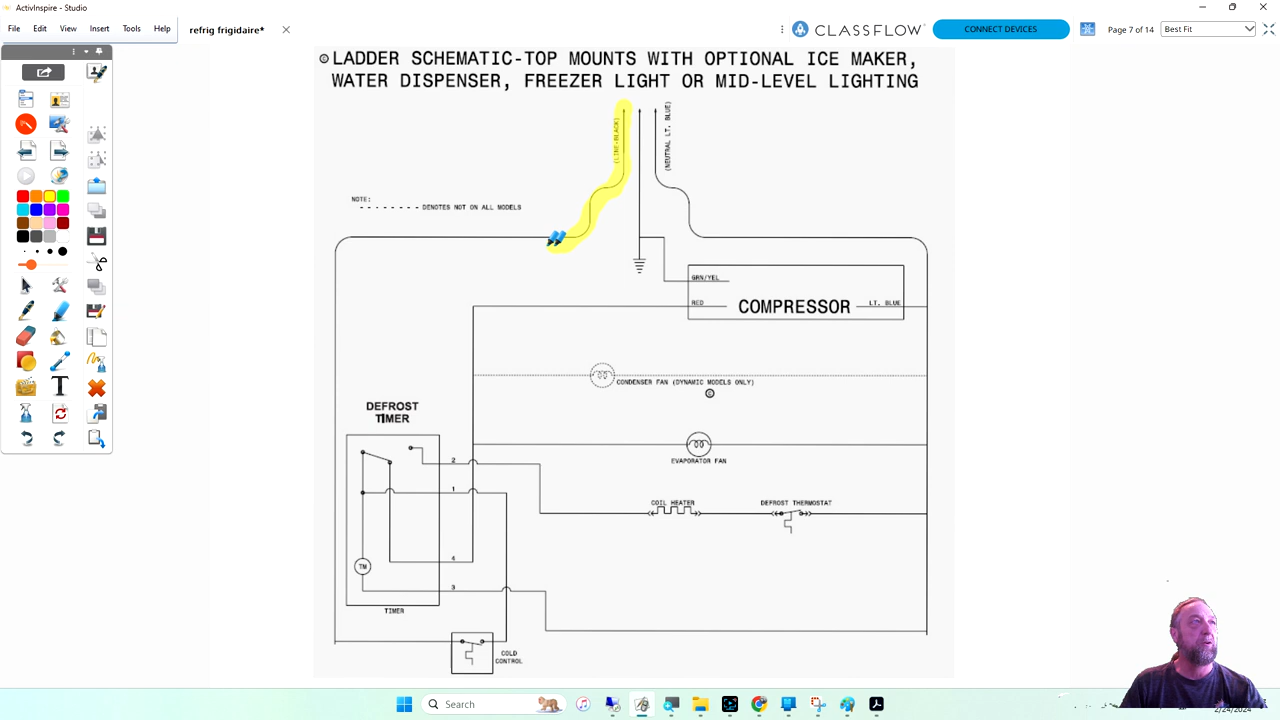 ActivInspire - Studio
File Edit View Insert Tools Help
refrig frigidaire*
CLASSFLOW
CONNECT DEVICES
Page 7 of 14
Best Fit
© LADDER SCHEMATIC-TOP MOUNTS WITH OPTIONAL ICE MAKER,
WATER DISPENSER, FREEZER LIGHT OR MID-LEVEL LIGHTING
(LINE-BLACK)
(NEUTRAL LT. BLUE)
NOTE:
- - - - - - - - DENOTES NOT ON ALL MODELS
GRN/YEL
RED
COMPRESSOR
LT. BLUE
CONDENSER FAN (DYNAMIC MODELS ONLY)
©
DEFROST
TIMER
EVAPORATOR FAN
2
1
COIL HEATER
DEFROST THERMOSTAT
4
TM
3
TIMER
COLD
CONTROL
Search
2/24/2024